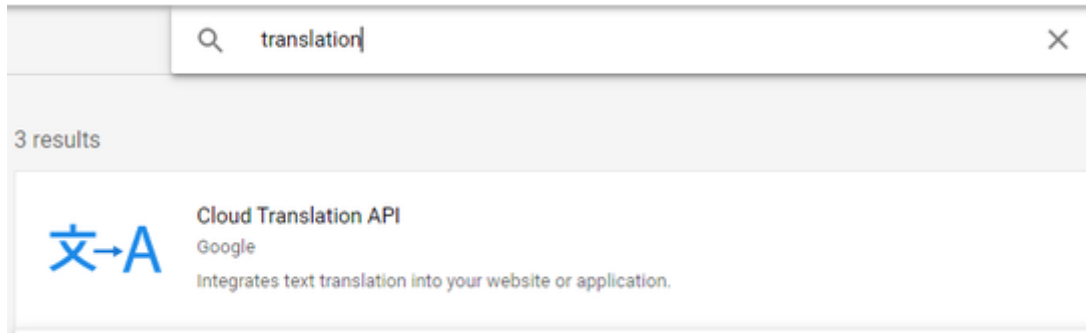 translation
3 results
Cloud Translation API
文→A
Google
Integrates text translation into your website or application.